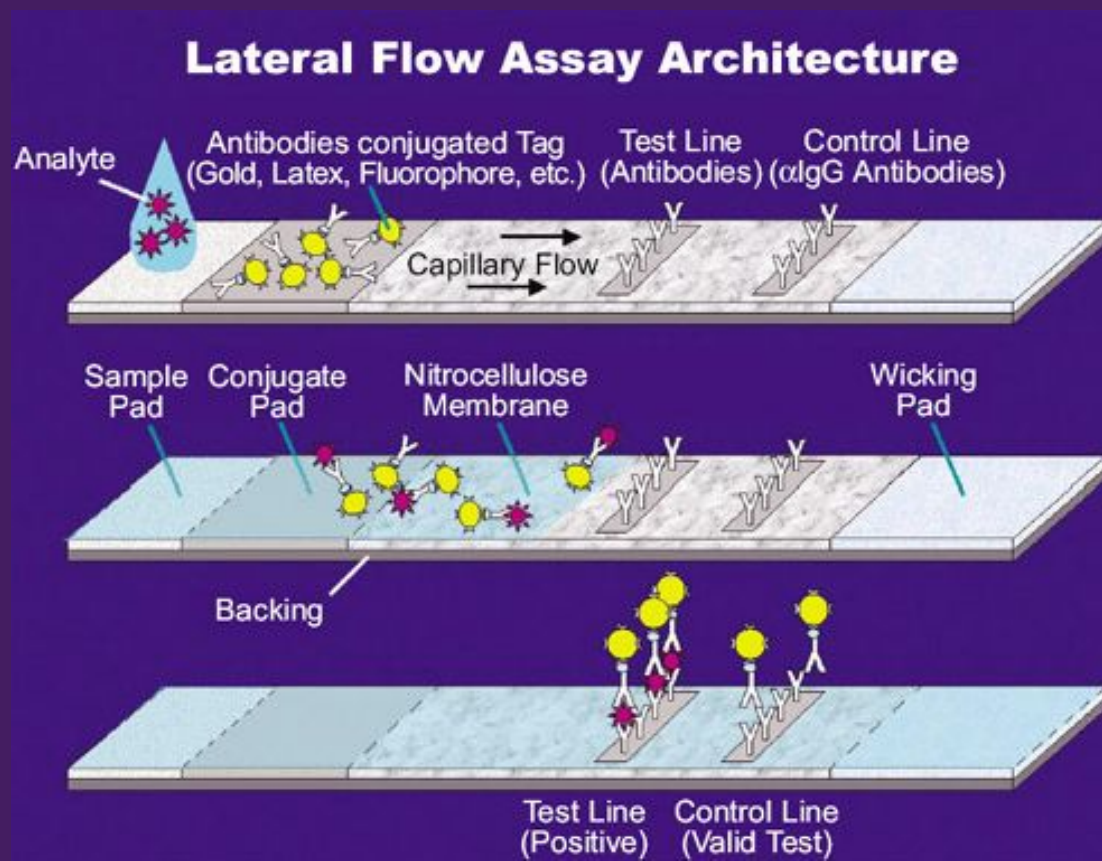 Lateral Flow Assay Architecture
Analyte
Antibodies conjugated Tag
(Gold, Latex, Fluorophore, etc.)
Test Line
(Antibodies)
Control Line
(αIgG Antibodies)
Capillary Flow
Sample
Pad
Conjugate
Pad
Nitrocellulose
Membrane
Wicking
Pad
Backing
Test Line
(Positive)
Control Line
(Valid Test)